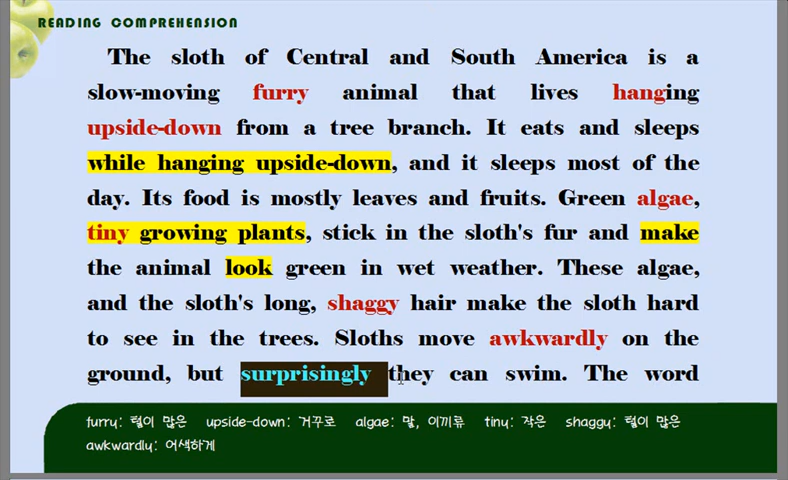 READING COMPREHENSION
The sloth of Central and South America is a
slow-moving furry animal that lives hanging
upside-down from a tree branch. It eats and sleeps
while hanging upside-down, and it sleeps most of the
day. Its food is mostly leaves and fruits. Green algae,
tiny growing plants, stick in the sloth's fur and make
the animal look green in wet weather. These algae,
and the sloth's long, shaggy hair make the sloth hard
to see in the trees. Sloths move awkwardly on the
ground, but surprisingly they can swim. The word
furry: 털이 많은 upside-down: 거꾸로 algae: 말, 이끼류 tiny: 작은 shaggy: 털이 많은
awkwardly: 어색하게